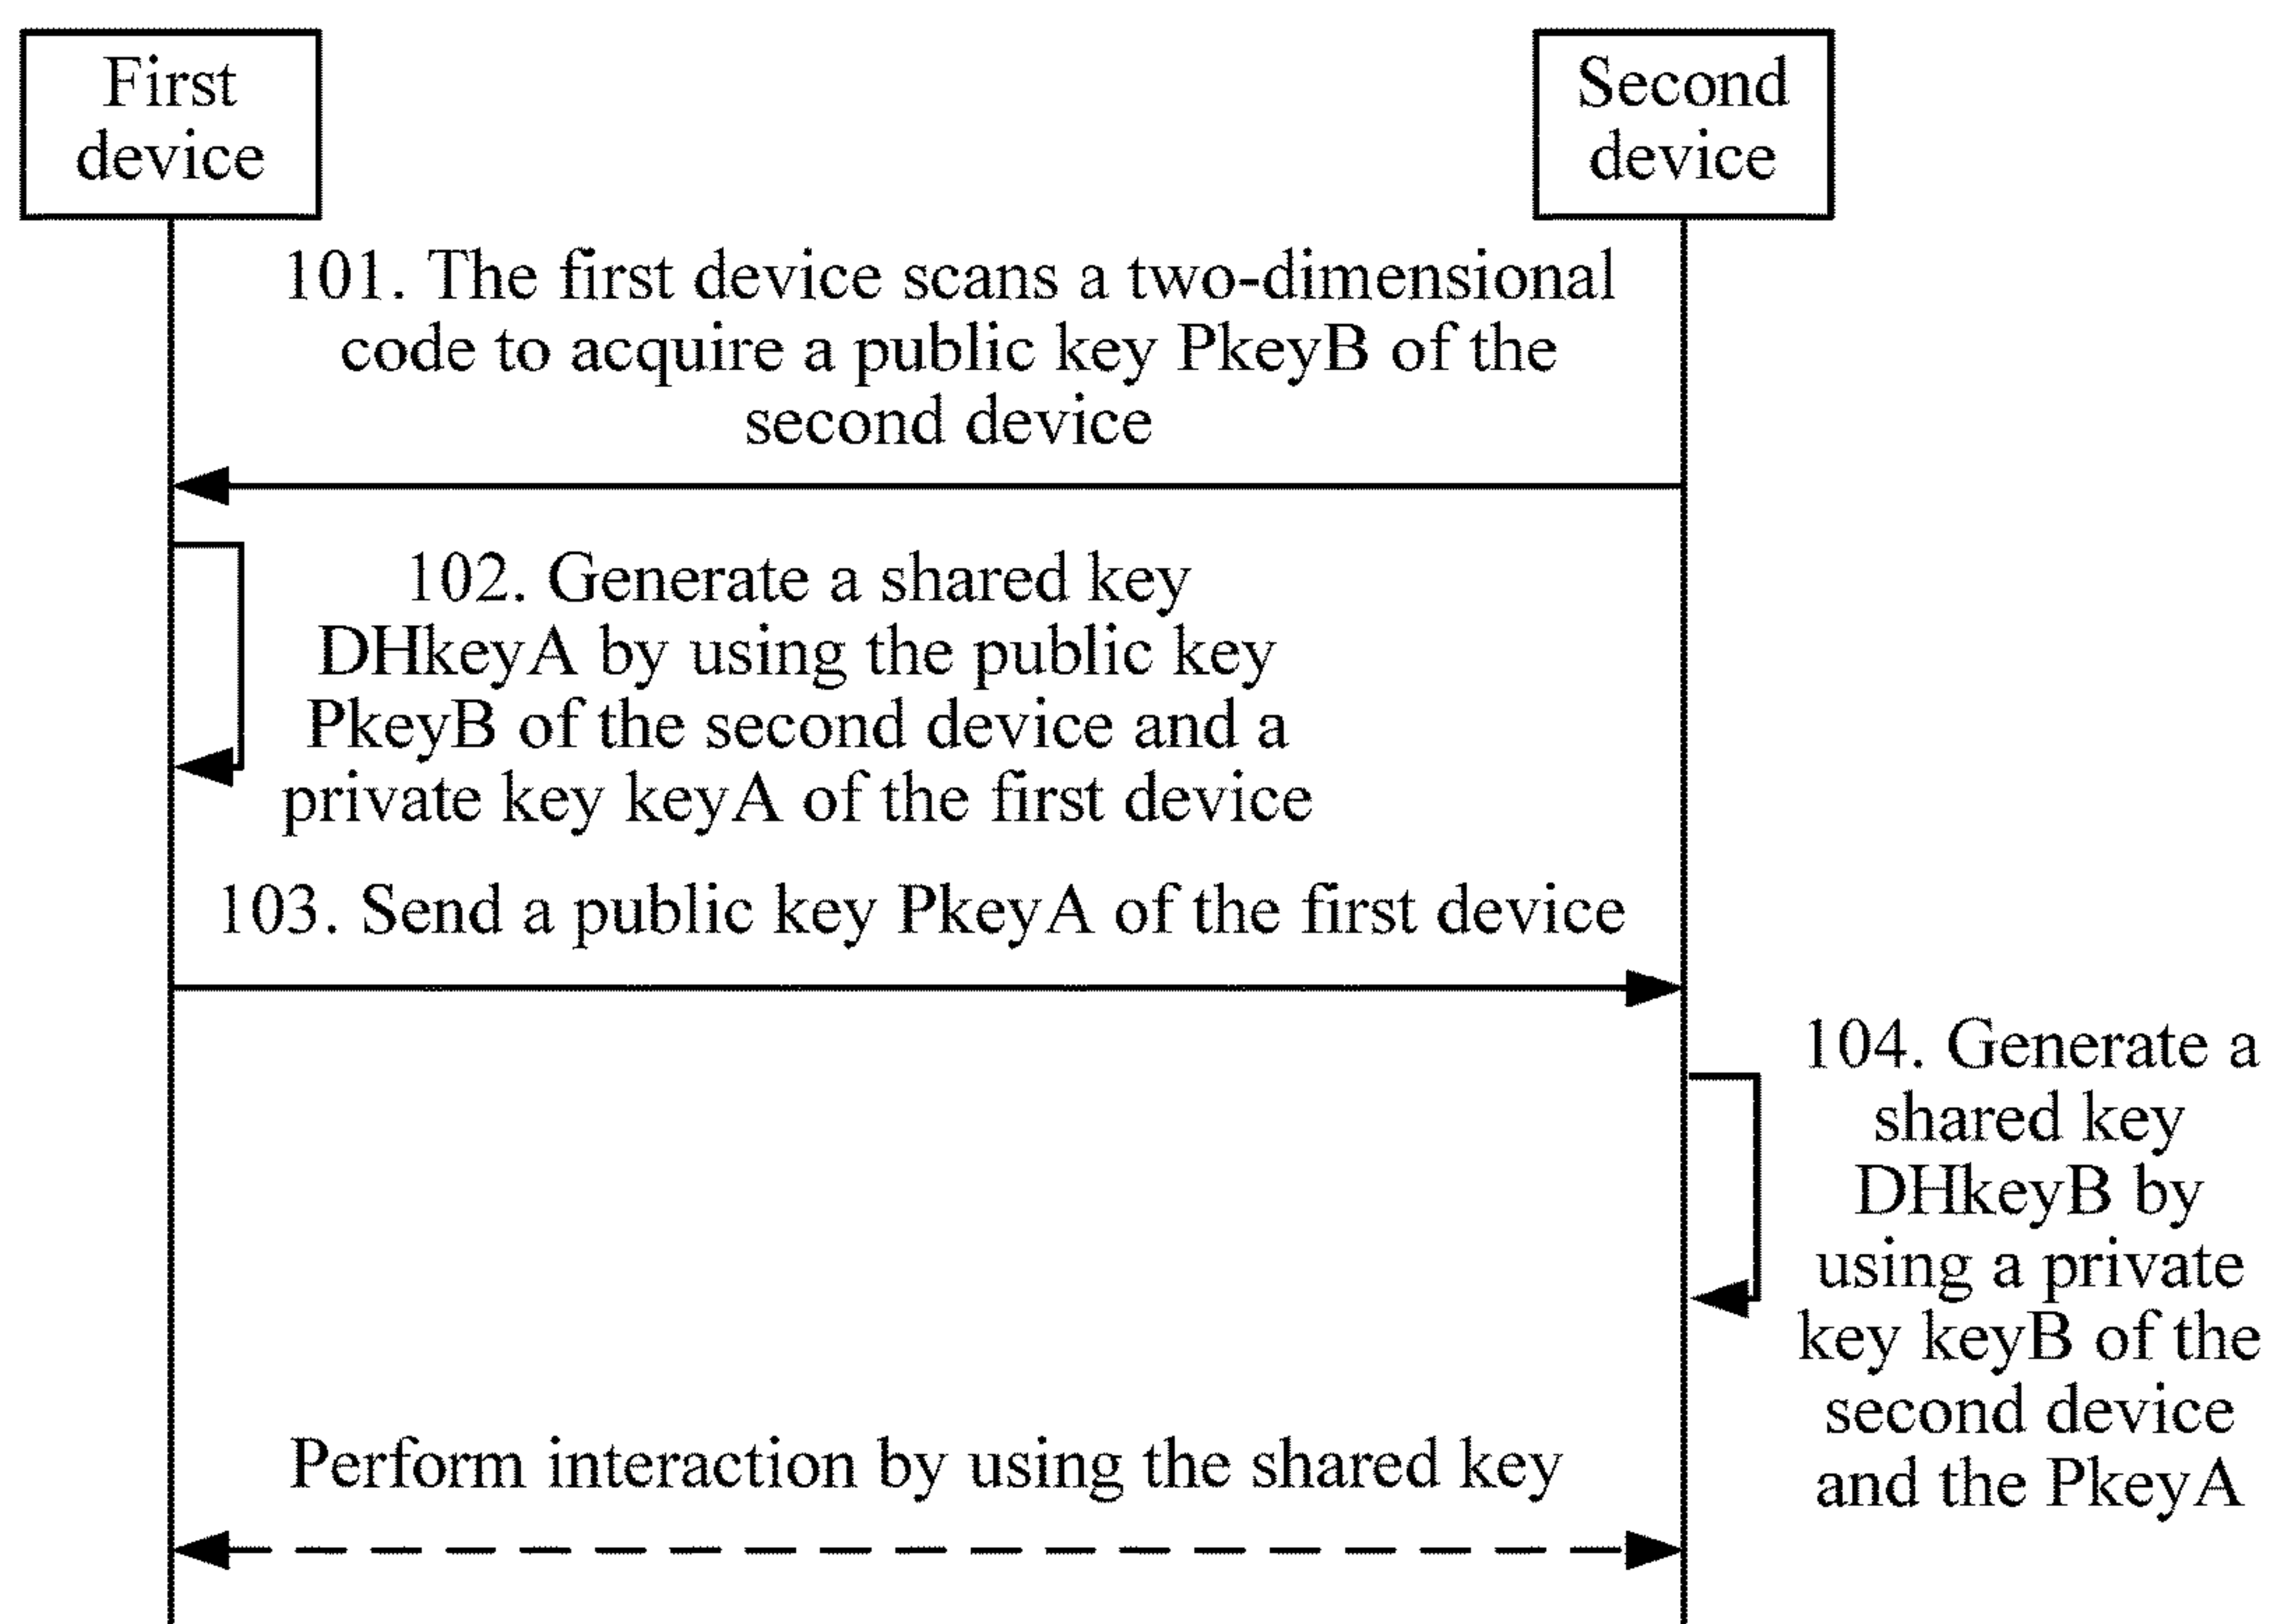 First
device
Second
device
101. The first device scans a two-dimensional
code to acquire a public key PkeyB of the
second device
102. Generate a shared key
DHkeyA by using the public key
PkeyB of the second device and a
private key keyA of the first device
103. Send a public key PkeyA of the first device
104. Generate a
shared key
DHkeyB by
using a private
key keyB of the
second device
and the PkeyA
Perform interaction by using the shared key